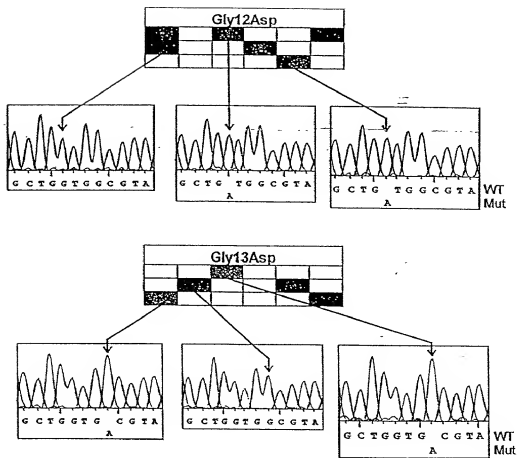 Gly12Asp
G C T G G T G G C G T A
G C T G T G G C G T A
G C T G T G G C G T A WT
A
A Mut
Gly13Asp
G C T G G T G C G T A
G C T G G T G G C G T A
G C T G G T G C G T A WT
A
A Mut